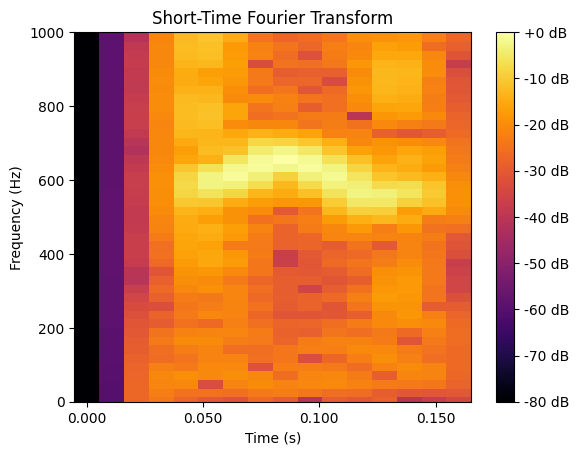 Short-Time Fourier Transform
1000
800
600
400
200
0
Frequency (Hz)
0.000
0.050
0.100
0.150
Time (s)
+0 dB
-10 dB
-20 dB
-30 dB
-40 dB
-50 dB
-60 dB
-70 dB
-80 dB